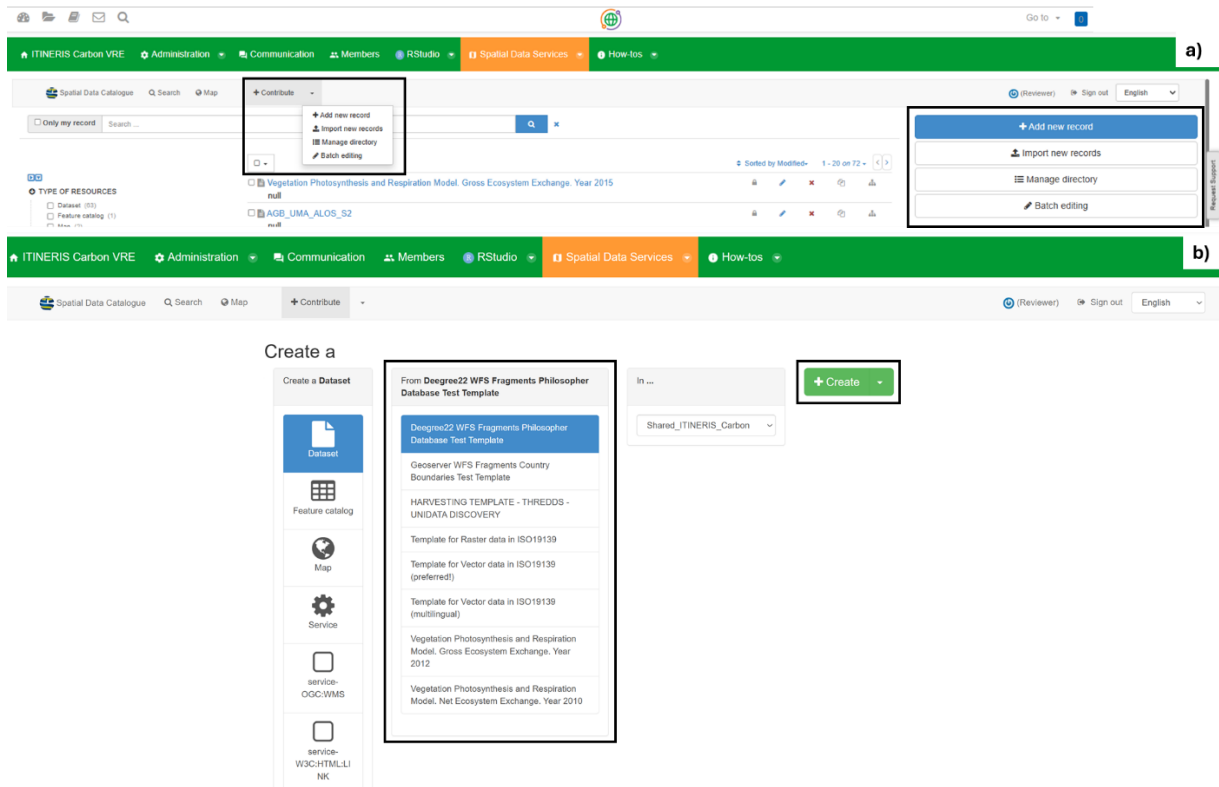 Go to
0
ITINERIS Carbon VRE Administration Communication Members RStudio Spatial Data Services How-tos
a)
Spatial Data Catalogue Search Map + Contribute (Reviewer) Sign out English
Only my record Search ...
+ Add new record
Import new records
Manage directory
Batch editing
+ Add new record
Import new records
Manage directory
Batch editing
Request Support
Sorted by Modified 1 - 20 on 72
TYPE OF RESOURCES
Dataset (63)
Feature catalog (1)
Vegetation Photosynthesis and Respiration Model. Gross Ecosystem Exchange. Year 2015
null
AGB_UMA_ALOS_S2
ITINERIS Carbon VRE Administration Communication Members RStudio Spatial Data Services How-tos
b)
Spatial Data Catalogue Search Map + Contribute (Reviewer) Sign out English
Create a
Create a Dataset
Dataset
Feature catalog
Map
Service
service-
OGC:WMS
service-
W3C:HTML:LI
NK
From Deegree22 WFS Fragments Philosopher
Database Test Template
Deegree22 WFS Fragments Philosopher
Database Test Template
Geoserver WFS Fragments Country
Boundaries Test Template
HARVESTING TEMPLATE - THREDDS -
UNIDATA DISCOVERY
Template for Raster data in ISO19139
Template for Vector data in ISO19139
(preferred!)
Template for Vector data in ISO19139
(multilingual)
Vegetation Photosynthesis and Respiration
Model. Gross Ecosystem Exchange. Year
2012
Vegetation Photosynthesis and Respiration
Model. Net Ecosystem Exchange. Year 2010
In ...
Shared_ITINERIS_Carbon
+ Create